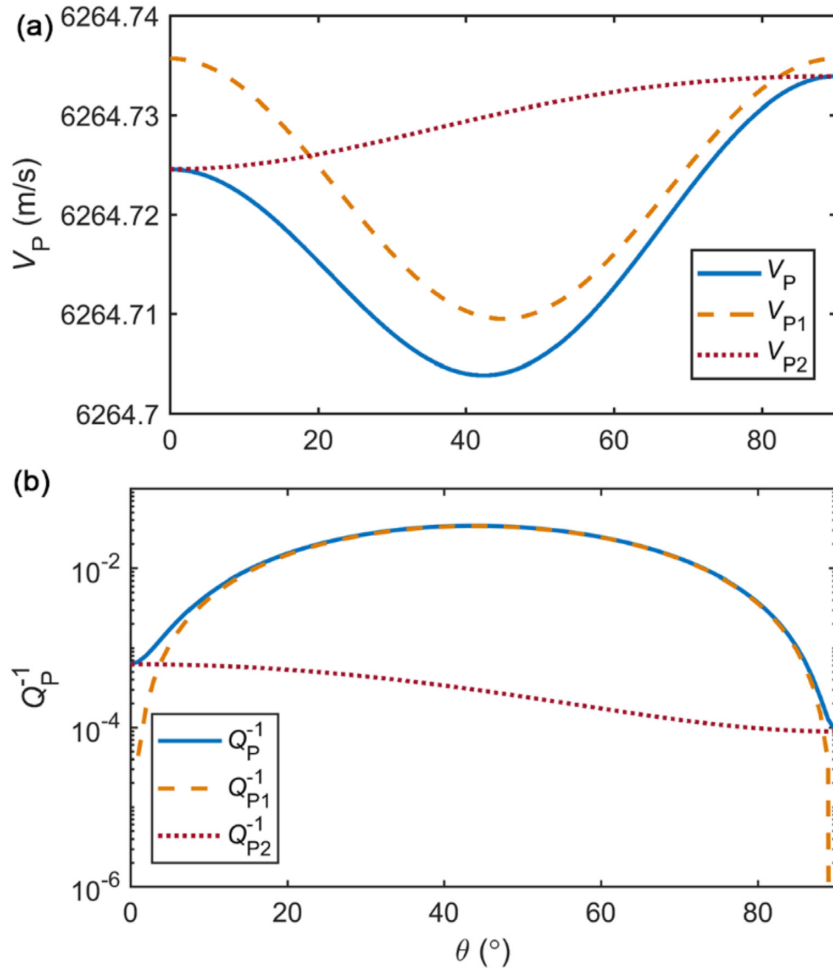 (a)
6264.74
6264.73
6264.72
6264.71
6264.7
V_P (m/s)
V_P
V_P1
V_P2
0 20 40 60 80
(b)
10^-2
10^-4
10^-6
Q_P^-1
Q_P^-1
Q_P1^-1
Q_P2^-1
0 20 40 60 80
θ (°)